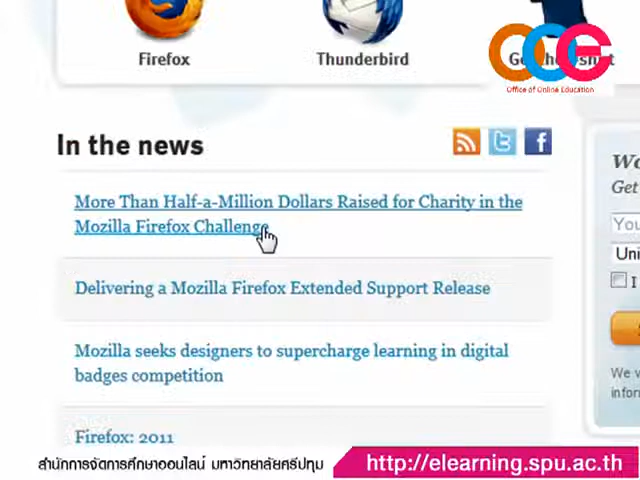 Firefox
Thunderbird
OOE
Office of Online Education
In the news
More Than Half-a-Million Dollars Raised for Charity in the
Mozilla Firefox Challenge
Delivering a Mozilla Firefox Extended Support Release
Mozilla seeks designers to supercharge learning in digital
badges competition
Firefox: 2011
Get
You
Uni
I
We v
infor
สำนักการจัดการศึกษาออนไลน์ มหาวิทยาลัยศรีปทุม
http://elearning.spu.ac.th